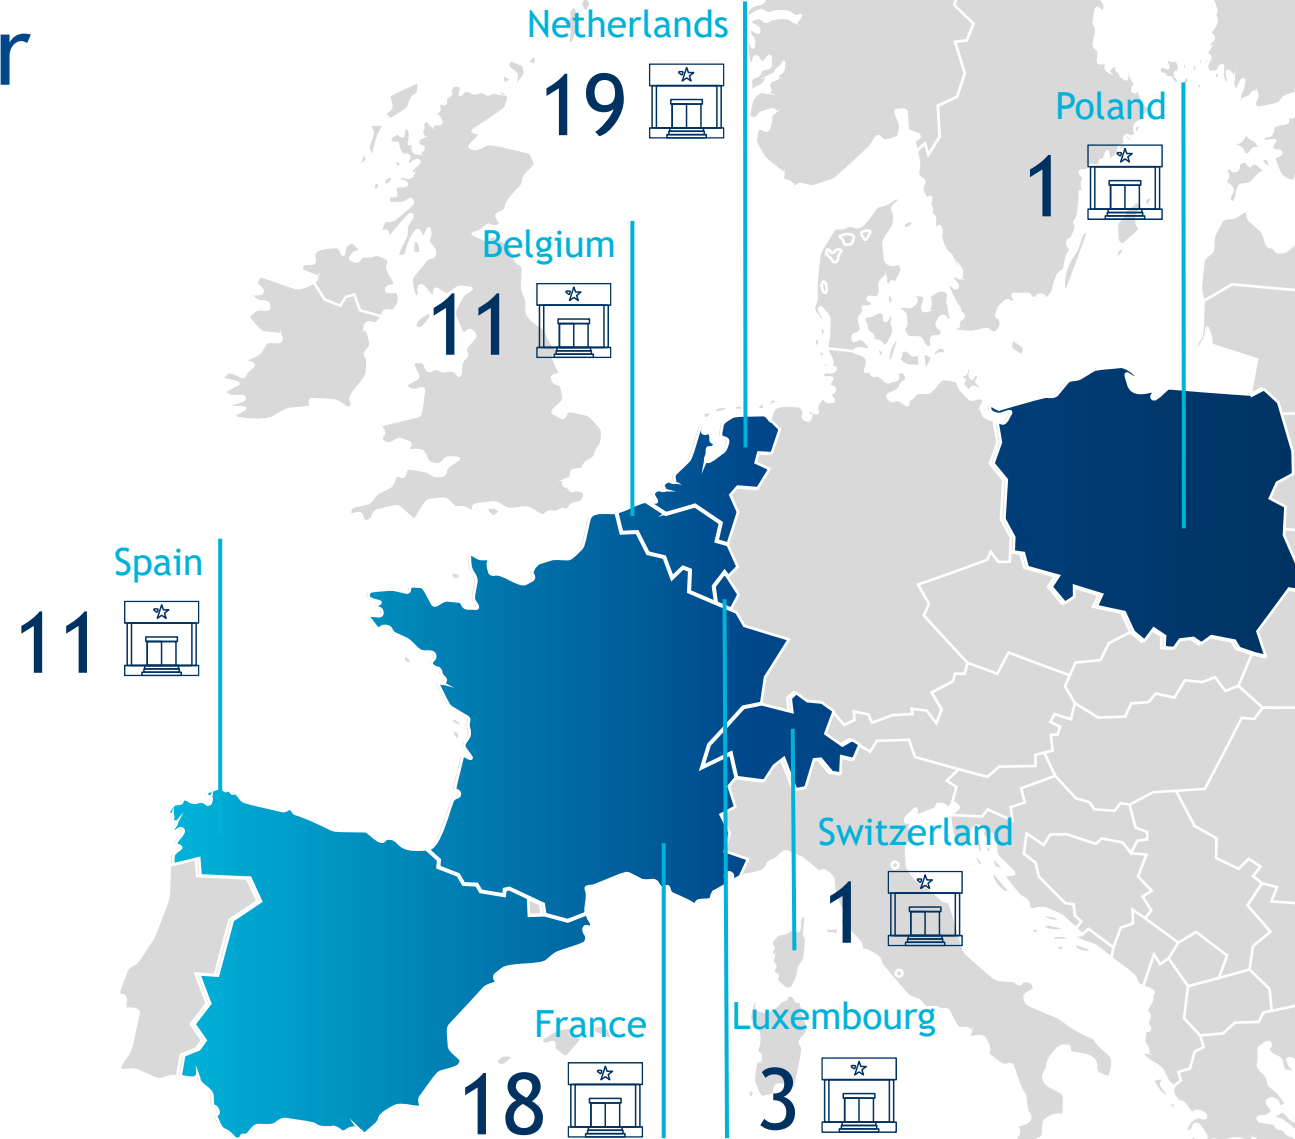 r
Netherlands
19
Poland
1
Belgium
11
Spain
11
Switzerland
1
France
18
Luxembourg
3